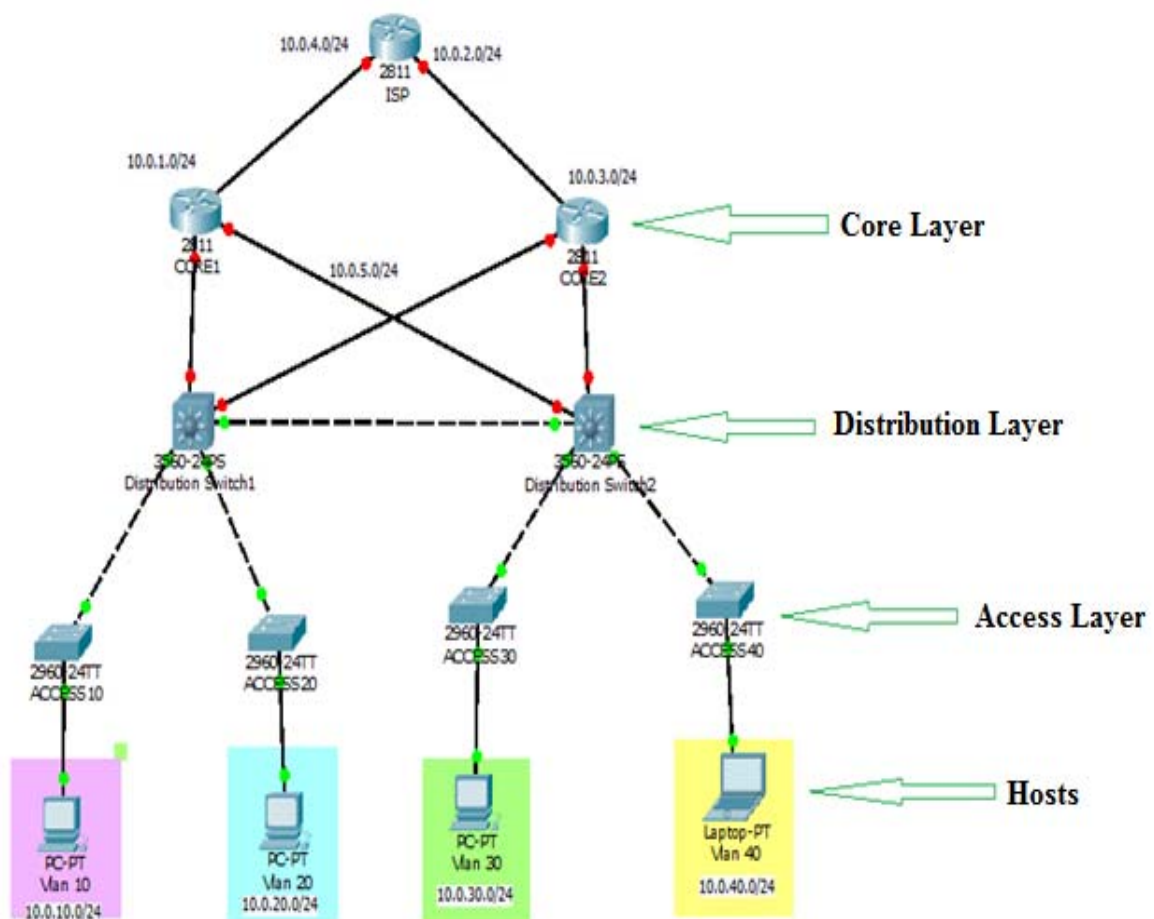 10.0.4.0/24
10.0.2.0/24
2811
ISP
10.0.1.0/24
10.0.3.0/24
2811
CORE1
2811
CORE2
Core Layer
10.0.5.0/24
3560-24PS
Distribution Switch1
3560-24PS
Distribution Switch2
Distribution Layer
2960-24TT
ACCESS10
2960-24TT
ACCESS20
2960-24TT
ACCESS30
2960-24TT
ACCESS40
Access Layer
PC-PT
Vlan 10
10.0.10.0/24
PC-PT
Vlan 20
10.0.20.0/24
PC-PT
Vlan 30
10.0.30.0/24
Laptop-PT
Vlan 40
10.0.40.0/24
Hosts